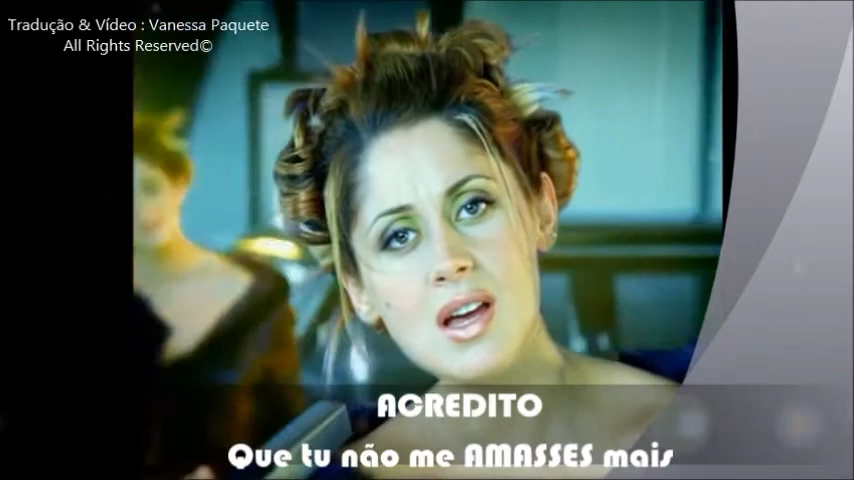 Tradução & Vídeo : Vanessa Paquete
All Rights Reserved©
ACREDITO
Que tu não me AMASSES mais